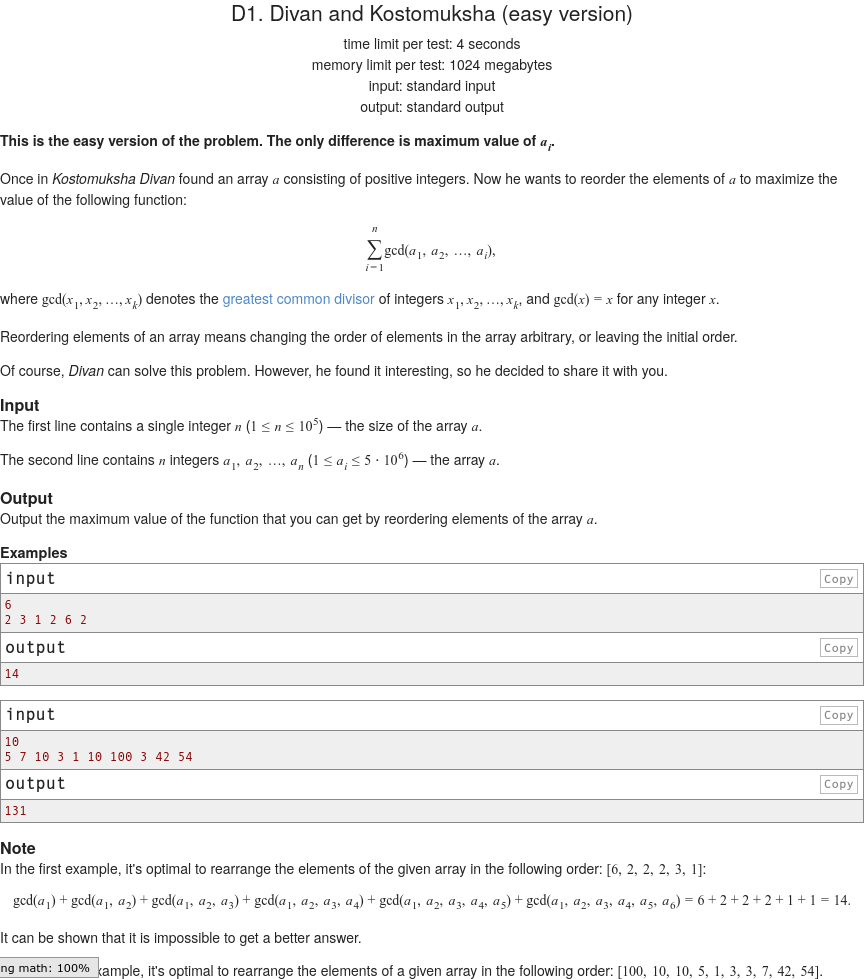 D1. Divan and Kostomuksha (easy version)
time limit per test: 4 seconds
memory limit per test: 1024 megabytes
input: standard input
output: standard output
This is the easy version of the problem. The only difference is maximum value of a_i.
Once in Kostomuksha Divan found an array a consisting of positive integers. Now he wants to reorder the elements of a to maximize the
value of the following function:
n
∑ gcd(a_1, a_2, …, a_i),
i=1
where gcd(x_1, x_2, …, x_k) denotes the greatest common divisor of integers x_1, x_2, …, x_k, and gcd(x) = x for any integer x.
Reordering elements of an array means changing the order of elements in the array arbitrary, or leaving the initial order.
Of course, Divan can solve this problem. However, he found it interesting, so he decided to share it with you.
Input
The first line contains a single integer n (1 ≤ n ≤ 10^5) — the size of the array a.
The second line contains n integers a_1, a_2, …, a_n (1 ≤ a_i ≤ 5 · 10^6) — the array a.
Output
Output the maximum value of the function that you can get by reordering elements of the array a.
Examples
input Copy
6
2 3 1 2 6 2
output Copy
14
input Copy
10
5 7 10 3 1 10 100 3 42 54
output Copy
131
Note
In the first example, it's optimal to rearrange the elements of the given array in the following order: [6, 2, 2, 2, 3, 1]:
gcd(a_1) + gcd(a_1, a_2) + gcd(a_1, a_2, a_3) + gcd(a_1, a_2, a_3, a_4) + gcd(a_1, a_2, a_3, a_4, a_5) + gcd(a_1, a_2, a_3, a_4, a_5, a_6) = 6 + 2 + 2 + 2 + 1 + 1 = 14.
It can be shown that it is impossible to get a better answer.
ng math: 100% xample, it's optimal to rearrange the elements of a given array in the following order: [100, 10, 10, 5, 1, 3, 3, 7, 42, 54].